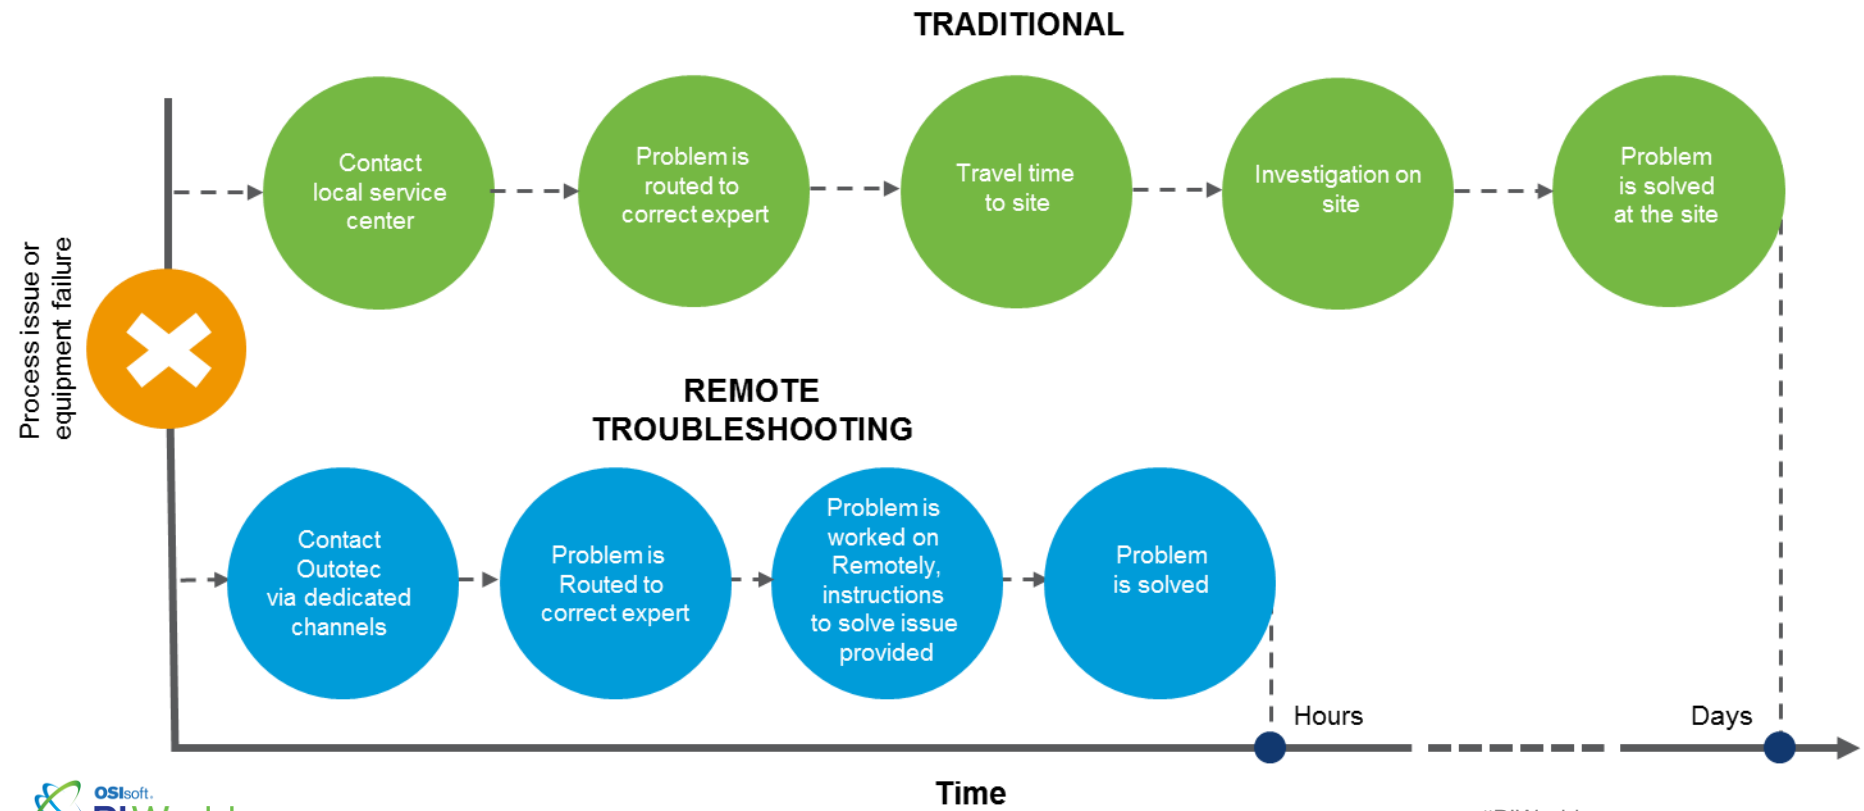 TRADITIONAL
Contact
local service
center
Problem is
routed to
correct expert
Travel time
to site
Investigation on
site
Problem
is solved
at the site
Process issue or
equipment failure
REMOTE
TROUBLESHOOTING
Contact
Outotec
via dedicated
channels
Problem is
Routed to
correct expert
Problem is
worked on
Remotely,
instructions
to solve issue
provided
Problem
is solved
Hours
Days
Time
OSIsoft.